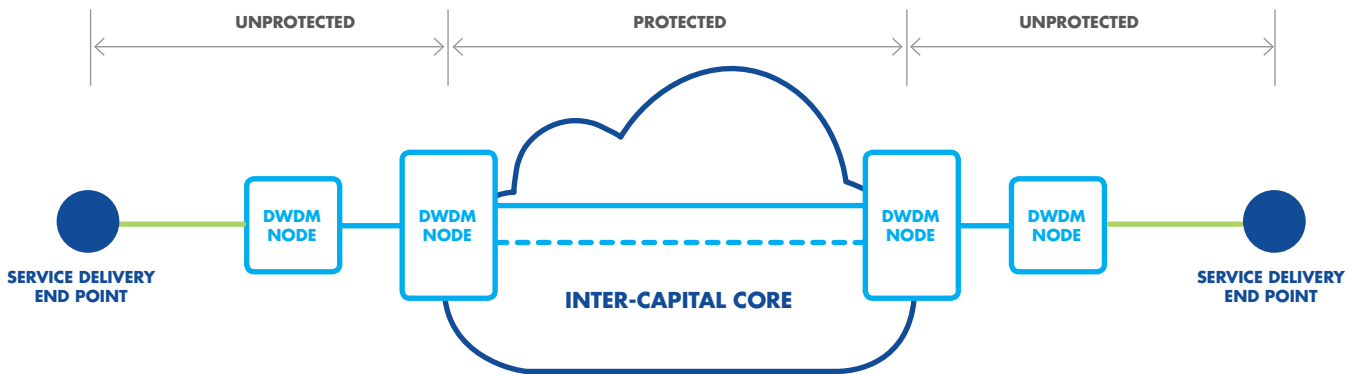 UNPROTECTED
PROTECTED
UNPROTECTED
SERVICE DELIVERY
END POINT
DWDM
NODE
DWDM
NODE
INTER-CAPITAL CORE
DWDM
NODE
DWDM
NODE
SERVICE DELIVERY
END POINT